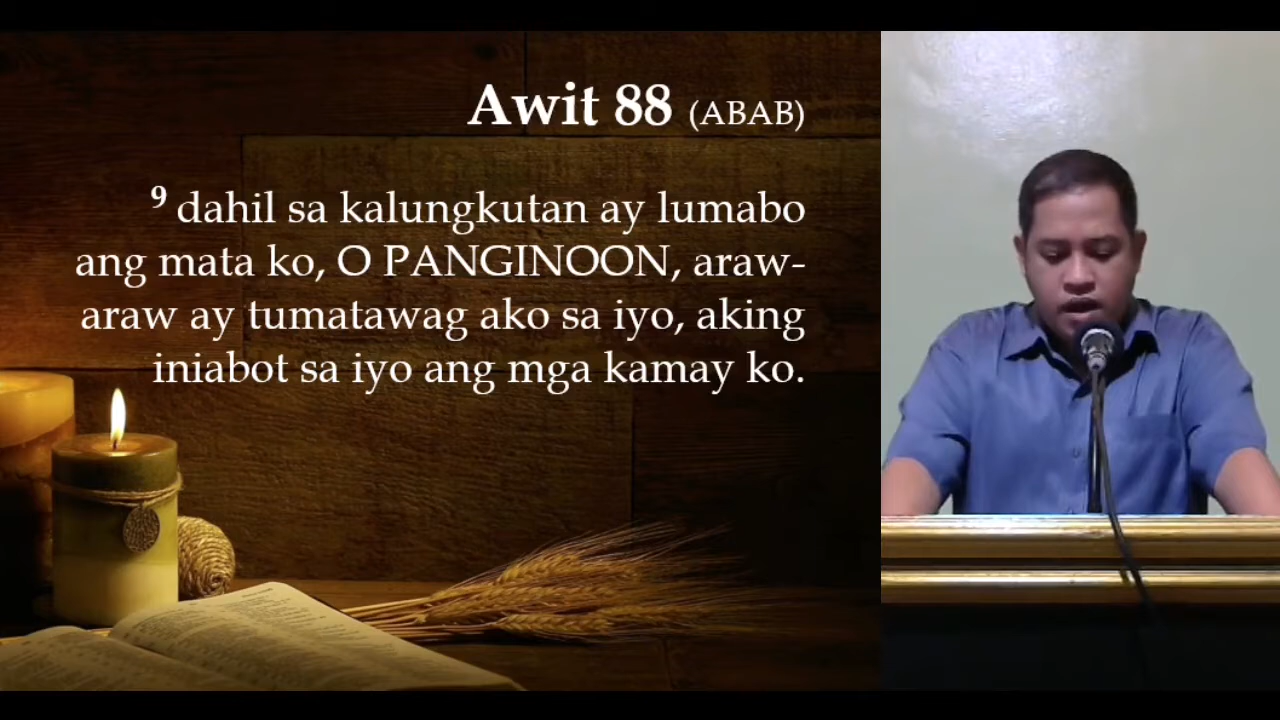 Awit 88 (ABAB)
9 dahil sa kalungkutan ay lumabo
ang mata ko, O PANGINOON, araw-
araw ay tumatawag ako sa iyo, aking
iniabot sa iyo ang mga kamay ko.